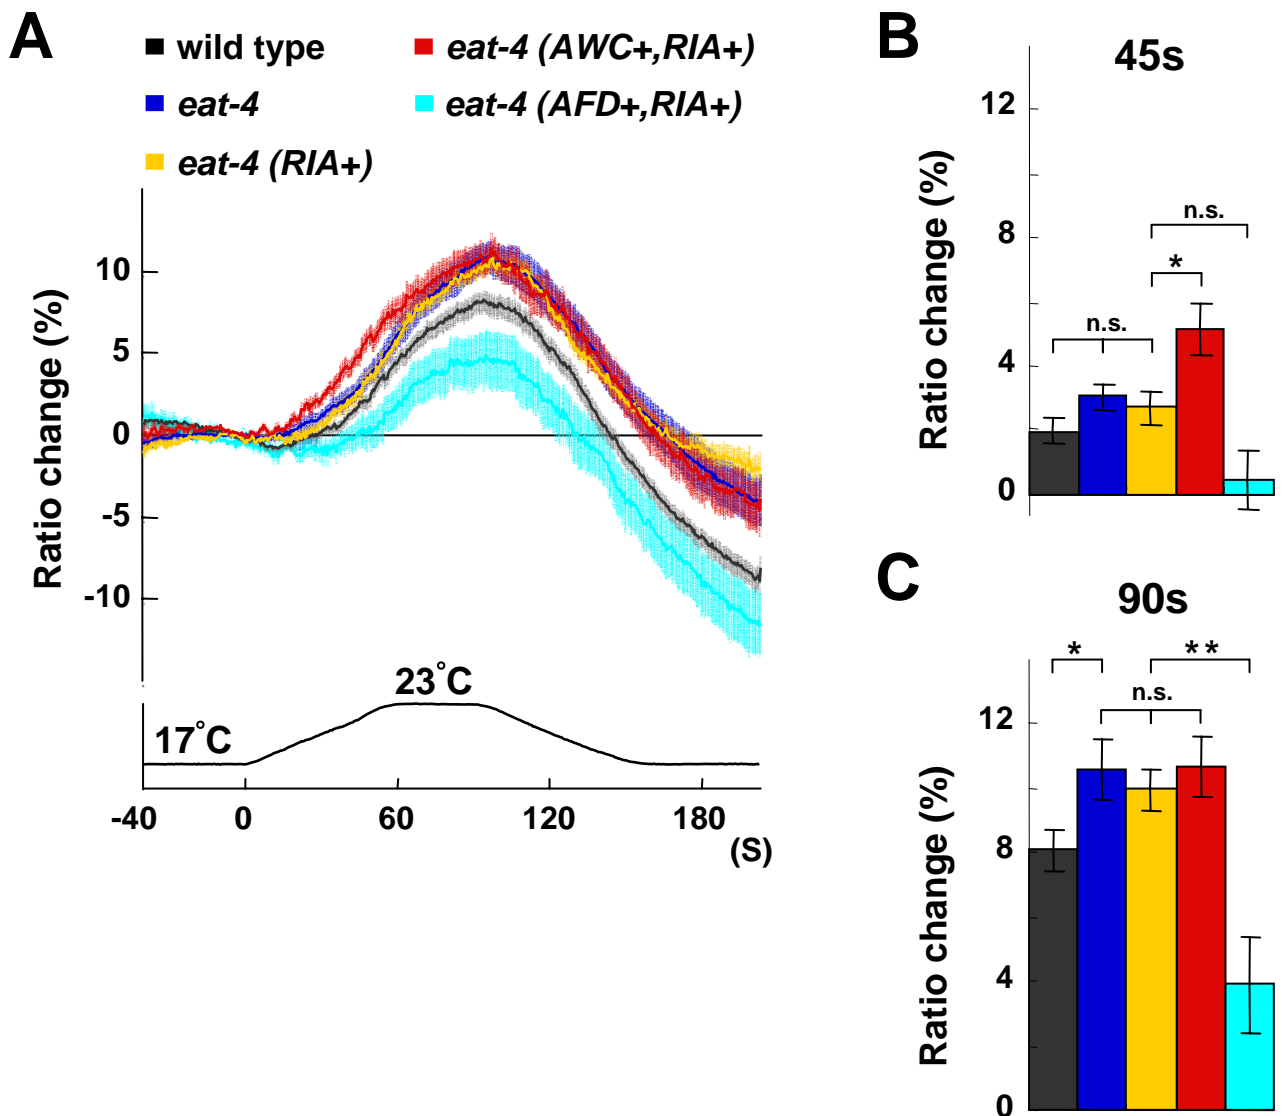 A
wild type
eat-4 (AWC+,RIA+)
eat-4
eat-4 (AFD+,RIA+)
eat-4 (RIA+)
Ratio change (%)
10
5
0
-5
-10
17°C
23°C
-40
0
60
120
180
(S)
B
45s
Ratio change (%)
12
8
4
0
n.s.
*
n.s.
C
90s
Ratio change (%)
12
8
4
0
*
**
n.s.